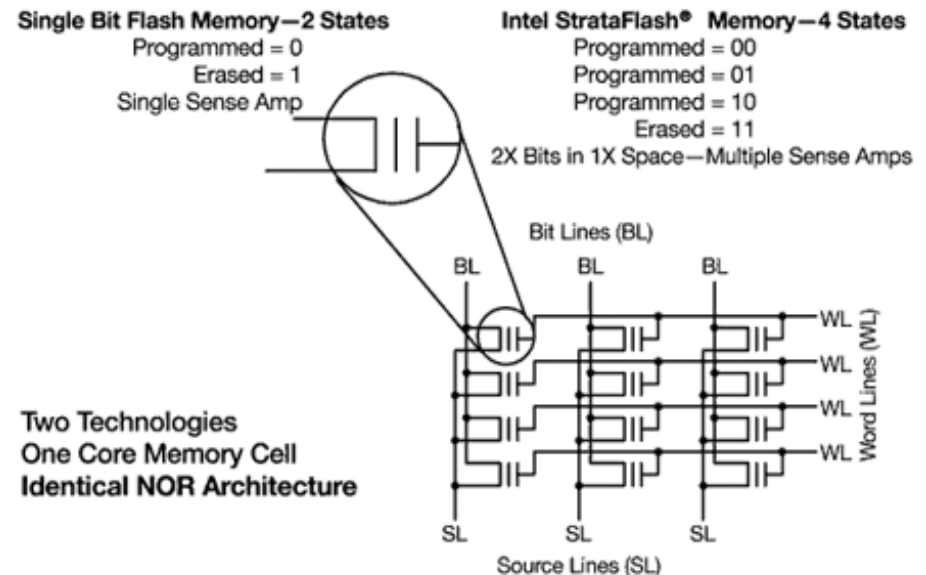 Single Bit Flash Memory—2 States
Programmed = 0
Erased = 1
Single Sense Amp
Intel StrataFlash® Memory—4 States
Programmed = 00
Programmed = 01
Programmed = 10
Erased = 11
2X Bits in 1X Space—Multiple Sense Amps
Bit Lines (BL)
BL BL BL
WL
WL
WL
WL
Word Lines (WL)
Two Technologies
One Core Memory Cell
Identical NOR Architecture
SL SL SL
Source Lines (SL)